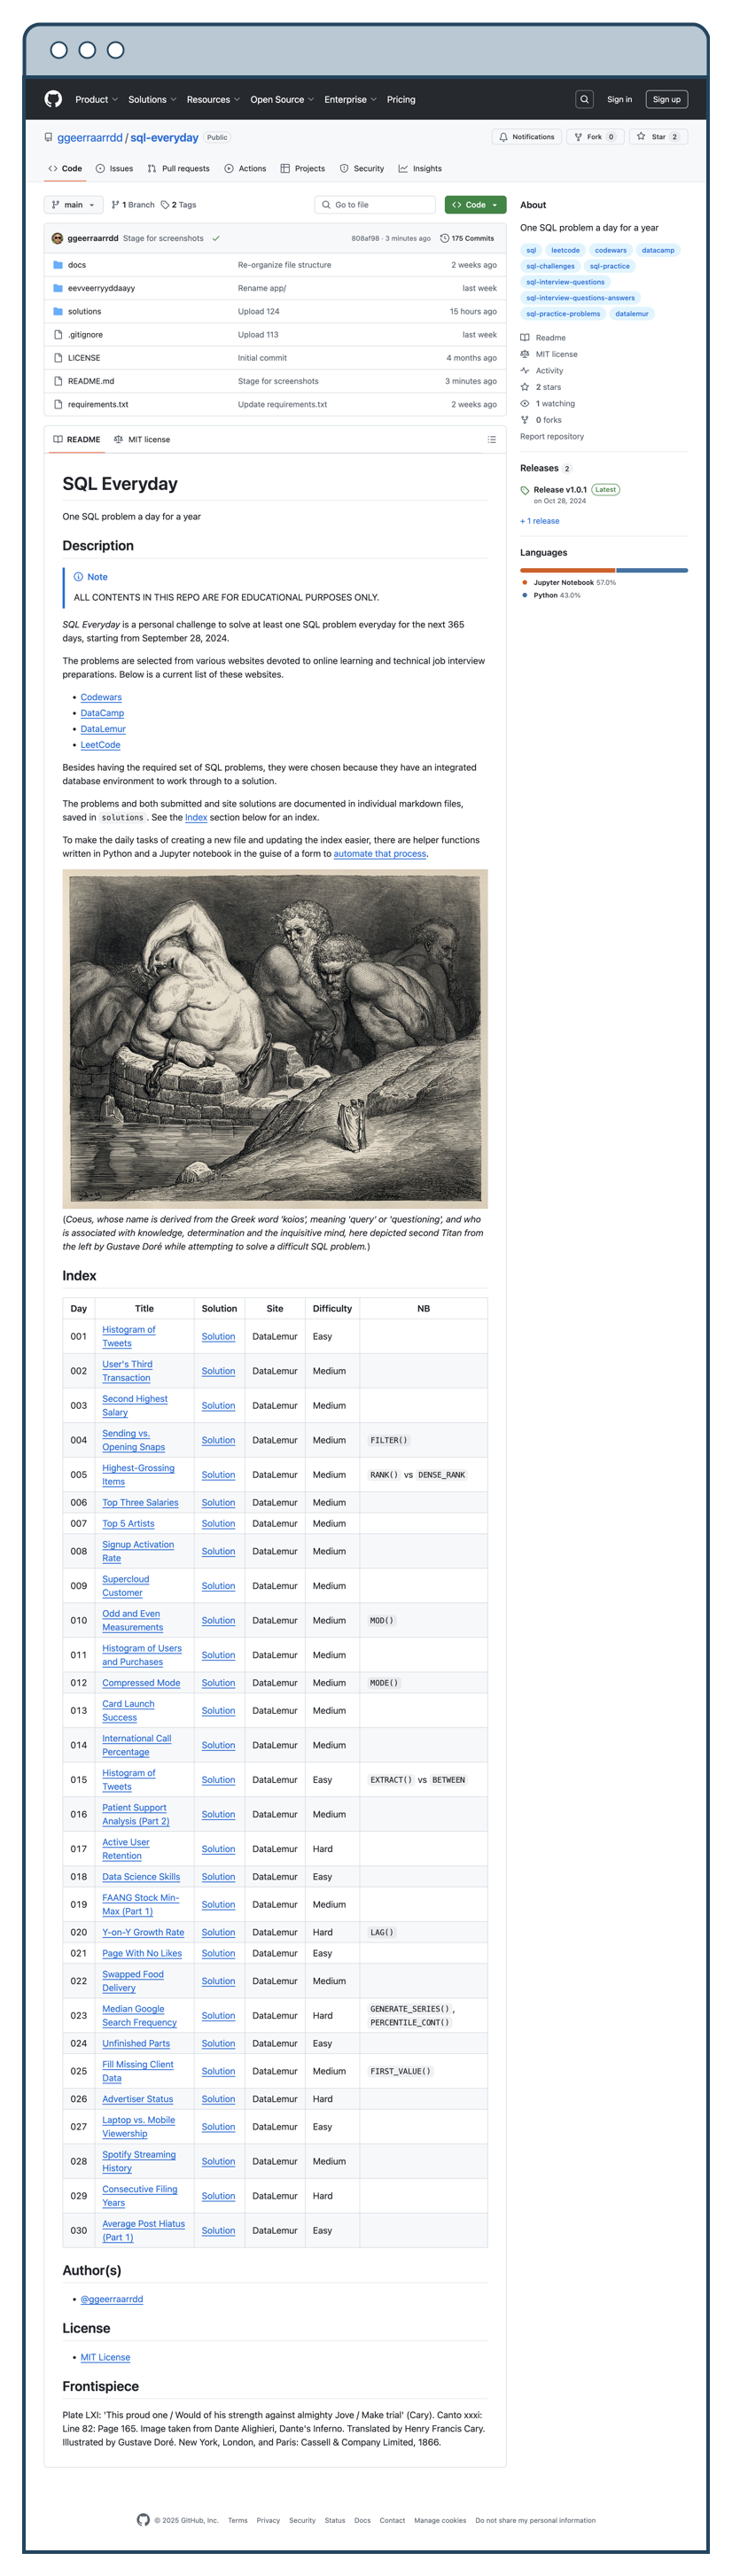 Product Solutions Resources Open Source Enterprise Pricing Sign in Sign up
ggeerraarrdd / sql-everyday Public Notifications Fork 0 Star 2
Code Issues Pull requests Actions Projects Security Insights
main 1 Branch 2 Tags Go to file Code
ggeerraarrdd Stage for screenshots 808af98 · 3 minutes ago 175 Commits
docs Re-organize file structure 2 weeks ago
eevveerryyddaayy Rename app/ last week
solutions Upload 124 15 hours ago
.gitignore Upload 113 last week
LICENSE Initial commit 4 months ago
README.md Stage for screenshots 3 minutes ago
requirements.txt Update requirements.txt 2 weeks ago
About
One SQL problem a day for a year
sql leetcode codewars datacamp
sql-challenges sql-practice
sql-interview-questions
sql-interview-questions-answers
sql-practice-problems datalemur
Readme
MIT license
Activity
2 stars
1 watching
0 forks
Report repository
Releases 2
Release v1.0.1 Latest
on Oct 28, 2024
+ 1 release
Languages
Jupyter Notebook 57.0%
Python 43.0%
README MIT license
SQL Everyday
One SQL problem a day for a year
Description
Note
ALL CONTENTS IN THIS REPO ARE FOR EDUCATIONAL PURPOSES ONLY.
SQL Everyday is a personal challenge to solve at least one SQL problem everyday for the next 365
days, starting from September 28, 2024.
The problems are selected from various websites devoted to online learning and technical job interview
preparations. Below is a current list of these websites.
• Codewars
• DataCamp
• DataLemur
• LeetCode
Besides having the required set of SQL problems, they were chosen because they have an integrated
database environment to work through to a solution.
The problems and both submitted and site solutions are documented in individual markdown files,
saved in solutions . See the Index section below for an index.
To make the daily tasks of creating a new file and updating the index easier, there are helper functions
written in Python and a Jupyter notebook in the guise of a form to automate that process.
(Coeus, whose name is derived from the Greek word 'koios', meaning 'query' or 'questioning', and who
is associated with knowledge, determination and the inquisitive mind, here depicted second Titan from
the left by Gustave Doré while attempting to solve a difficult SQL problem.)
Index
Day Title Solution Site Difficulty NB
001 Histogram of
Tweets Solution DataLemur Easy
002 User's Third
Transaction Solution DataLemur Medium
003 Second Highest
Salary Solution DataLemur Medium
004 Sending vs.
Opening Snaps Solution DataLemur Medium FILTER()
005 Highest-Grossing
Items Solution DataLemur Medium RANK() vs DENSE_RANK
006 Top Three Salaries Solution DataLemur Medium
007 Top 5 Artists Solution DataLemur Medium
008 Signup Activation
Rate Solution DataLemur Medium
009 Supercloud
Customer Solution DataLemur Medium
010 Odd and Even
Measurements Solution DataLemur Medium MOD()
011 Histogram of Users
and Purchases Solution DataLemur Medium
012 Compressed Mode Solution DataLemur Medium MODE()
013 Card Launch
Success Solution DataLemur Medium
014 International Call
Percentage Solution DataLemur Medium
015 Histogram of
Tweets Solution DataLemur Easy EXTRACT() vs BETWEEN
016 Patient Support
Analysis (Part 2) Solution DataLemur Medium
017 Active User
Retention Solution DataLemur Hard
018 Data Science Skills Solution DataLemur Easy
019 FAANG Stock Min-
Max (Part 1) Solution DataLemur Medium
020 Y-on-Y Growth Rate Solution DataLemur Hard LAG()
021 Page With No Likes Solution DataLemur Easy
022 Swapped Food
Delivery Solution DataLemur Medium
023 Median Google
Search Frequency Solution DataLemur Hard GENERATE_SERIES() ,
PERCENTILE_CONT()
024 Unfinished Parts Solution DataLemur Easy
025 Fill Missing Client
Data Solution DataLemur Medium FIRST_VALUE()
026 Advertiser Status Solution DataLemur Hard
027 Laptop vs. Mobile
Viewership Solution DataLemur Easy
028 Spotify Streaming
History Solution DataLemur Medium
029 Consecutive Filing
Years Solution DataLemur Hard
030 Average Post Hiatus
(Part 1) Solution DataLemur Easy
Author(s)
• @ggeerraarrdd
License
• MIT License
Frontispiece
Plate LXI: 'This proud one / Would of his strength against almighty Jove / Make trial' (Cary). Canto xxxi:
Line 82: Page 165. Image taken from Dante Alighieri, Dante's Inferno. Translated by Henry Francis Cary.
Illustrated by Gustave Doré. New York, London, and Paris: Cassell & Company Limited, 1866.
© 2025 GitHub, Inc. Terms Privacy Security Status Docs Contact Manage cookies Do not share my personal information